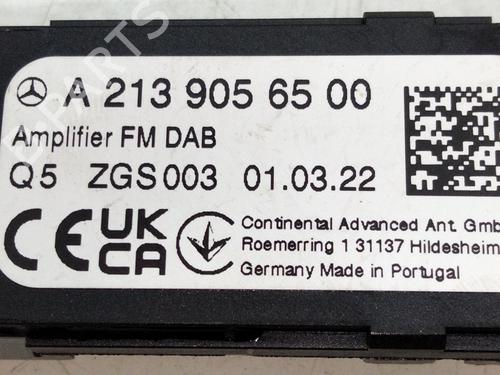 A 213 905 65 00
Amplifier FM DAB
Q5 ZGS003 01.03.22
CE UK CA
Continental Advanced Ant. Gmb
Roemerring 1 31137 Hildesheim
Germany Made in Portugal